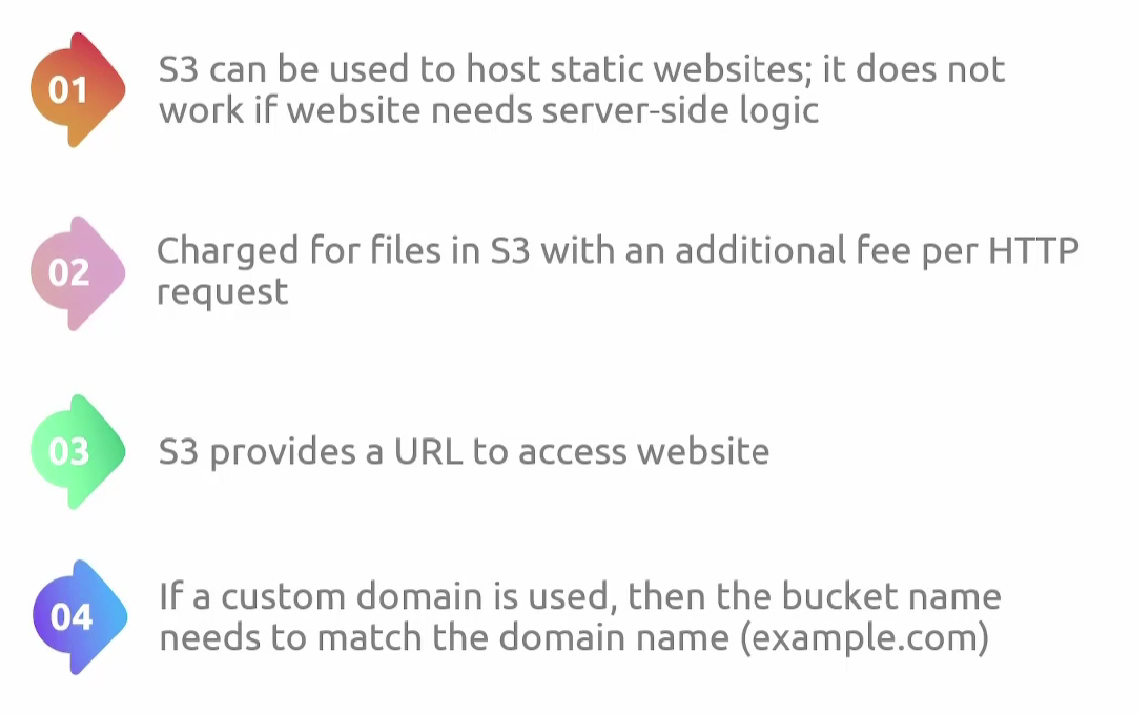 01
S3 can be used to host static websites; it does not
work if website needs server-side logic
02
Charged for files in S3 with an additional fee per HTTP
request
03
S3 provides a URL to access website
04
If a custom domain is used, then the bucket name
needs to match the domain name (example.com)